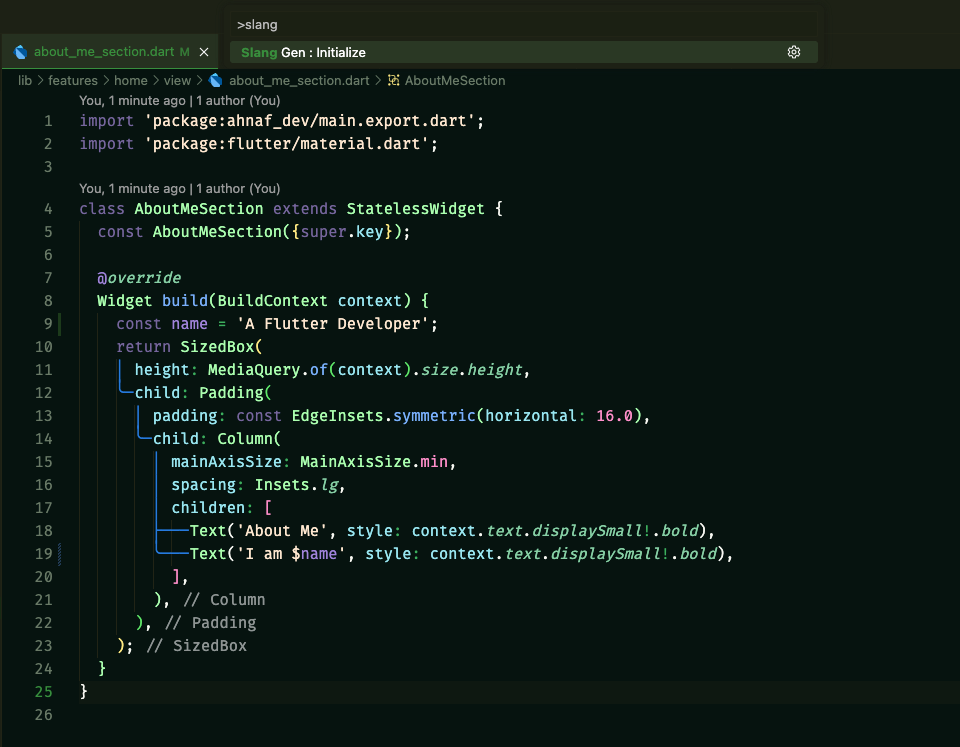 >slang
Slang Gen : Initialize
about_me_section.dart M
lib > features > home > view > about_me_section.dart > AboutMeSection
You, 1 minute ago | 1 author (You)
1 import 'package:ahnaf_dev/main.export.dart';
2 import 'package:flutter/material.dart';
3
You, 1 minute ago | 1 author (You)
4 class AboutMeSection extends StatelessWidget {
5   const AboutMeSection({super.key});
6
7   @override
8   Widget build(BuildContext context) {
9     const name = 'A Flutter Developer';
10     return SizedBox(
11       height: MediaQuery.of(context).size.height,
12       child: Padding(
13         padding: const EdgeInsets.symmetric(horizontal: 16.0),
14         child: Column(
15           mainAxisSize: MainAxisSize.min,
16           spacing: Insets.lg,
17           children: [
18             Text('About Me', style: context.text.displaySmall!.bold),
19             Text('I am $name', style: context.text.displaySmall!.bold),
20           ],
21         ), // Column
22       ), // Padding
23     ); // SizedBox
24   }
25 }
26